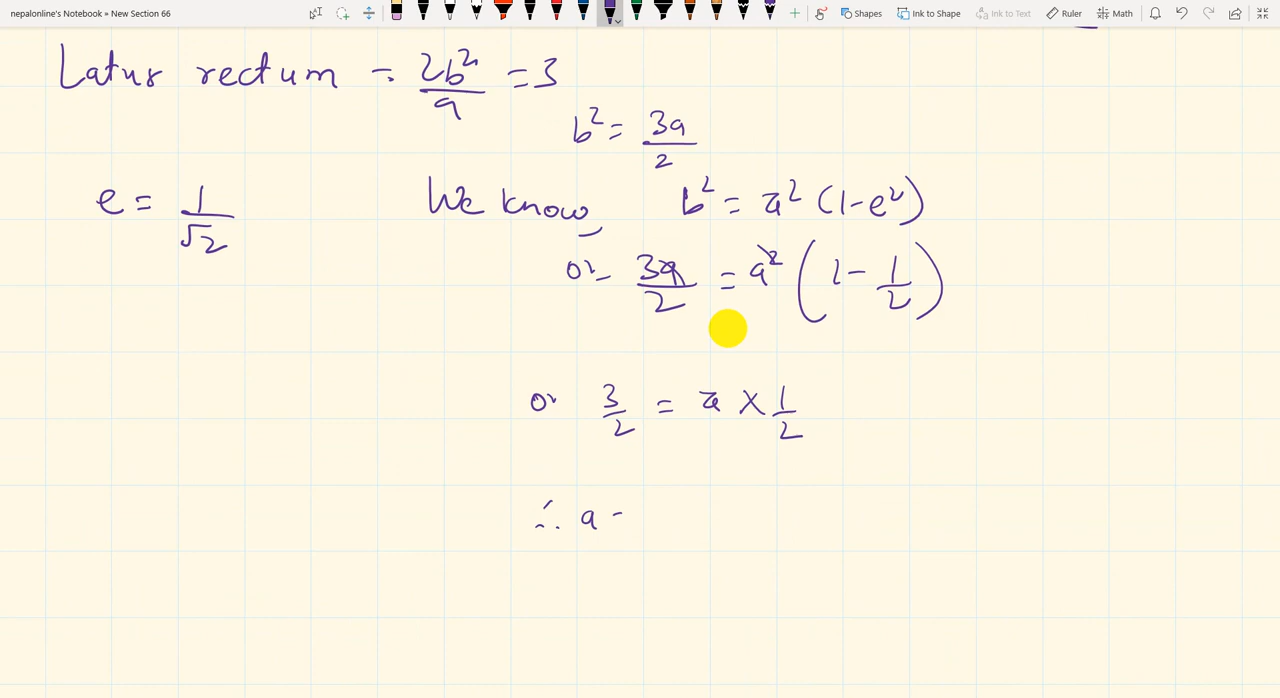 nepalonline's Notebook » New Section 66
Shapes Ink to Shape Ink to Text Ruler Math
Latus rectum = 2b²/a = 3
b² = 3a/2
e = 1/√2 We know, b² = a² (1-e²)
or 3a/2 = a² (1 - 1/2)
or 3/2 = a × 1/2
∴ a -